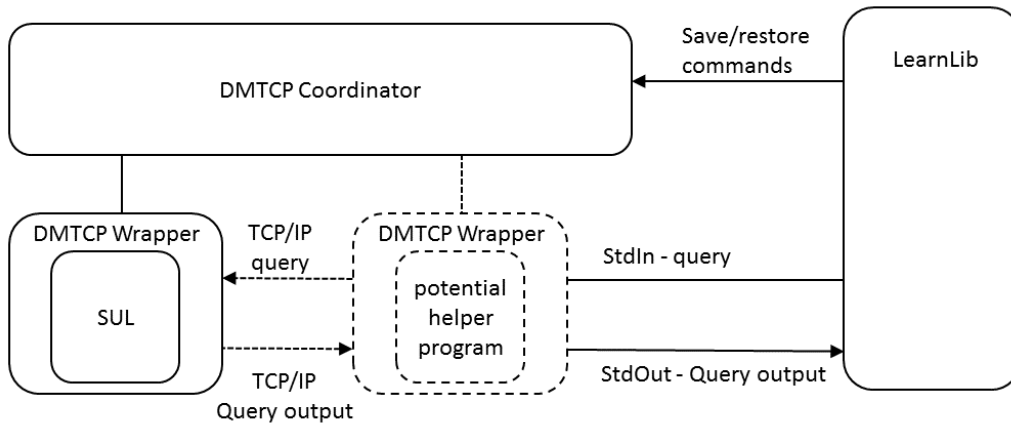 Save/restore
commands
LearnLib
DMTCP Coordinator
DMTCP Wrapper
TCP/IP
query
DMTCP Wrapper
StdIn - query
SUL
potential
helper
program
TCP/IP
Query output
StdOut - Query output